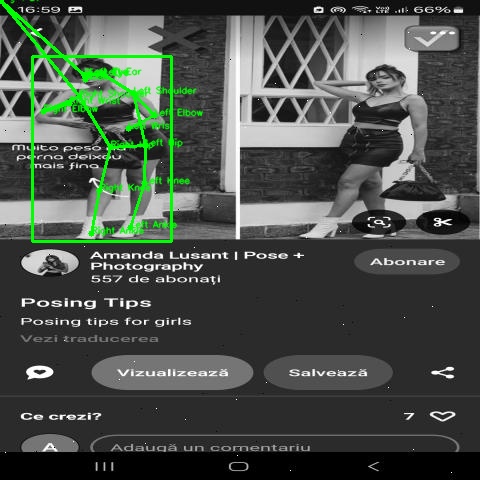 16:59
66%
Ear
Left Shoulder
Left Elbow
Left Hip
Right Knee
Left Knee
Left Ankle
Right Ankle
Muito peso na
perna deixou
mais fina
Amanda Lusant | Pose +
Photography
557 de abonați
Abonare
Posing Tips
Posing tips for girls
Vezi traducerea
Vizualizează
Salvează
Ce crezi?
7
A
Adaugă un comentariu